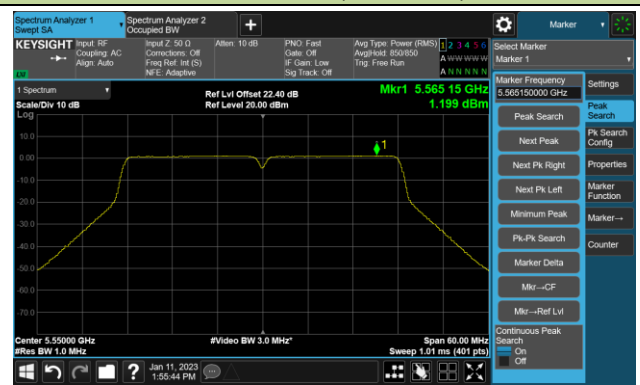 Spectrum Analyzer 1
Swept SA
Spectrum Analyzer 2
Occupied BW
+
Marker
KEYSIGHT
Input: RF
Coupling: AC
Align: Auto
Input Z: 50 Ω
Corrections: Off
Freq Ref: Int (S)
NFE: Adaptive
Atten: 10 dB
PNO: Fast
Gate: Off
IF Gain: Low
Sig Track: Off
Avg Type: Power (RMS)
Avg|Hold: 850/850
Trig: Free Run
1 2 3 4 5 6
A W W W W W
A N N N N N
LXI
Select Marker
Marker 1
1 Spectrum
Scale/Div 10 dB
Log
Ref Lvl Offset 22.40 dB
Ref Level 20.00 dBm
Mkr1 5.565 15 GHz
1.199 dBm
10.0
0.00
-10.0
-20.0
-30.0
-40.0
-50.0
-60.0
-70.0
1
Center 5.55000 GHz
#Res BW 1.0 MHz
#Video BW 3.0 MHz*
Span 60.00 MHz
Sweep 1.01 ms (401 pts)
Marker Frequency
5.565150000 GHz
Peak Search
Next Peak
Next Pk Right
Next Pk Left
Minimum Peak
Pk-Pk Search
Marker Delta
Mkr→CF
Mkr→Ref Lvl
Continuous Peak
Search
On
Off
Settings
Peak
Search
Pk Search
Config
Properties
Marker
Function
Marker→
Counter
?
Jan 11, 2023
1:55:44 PM